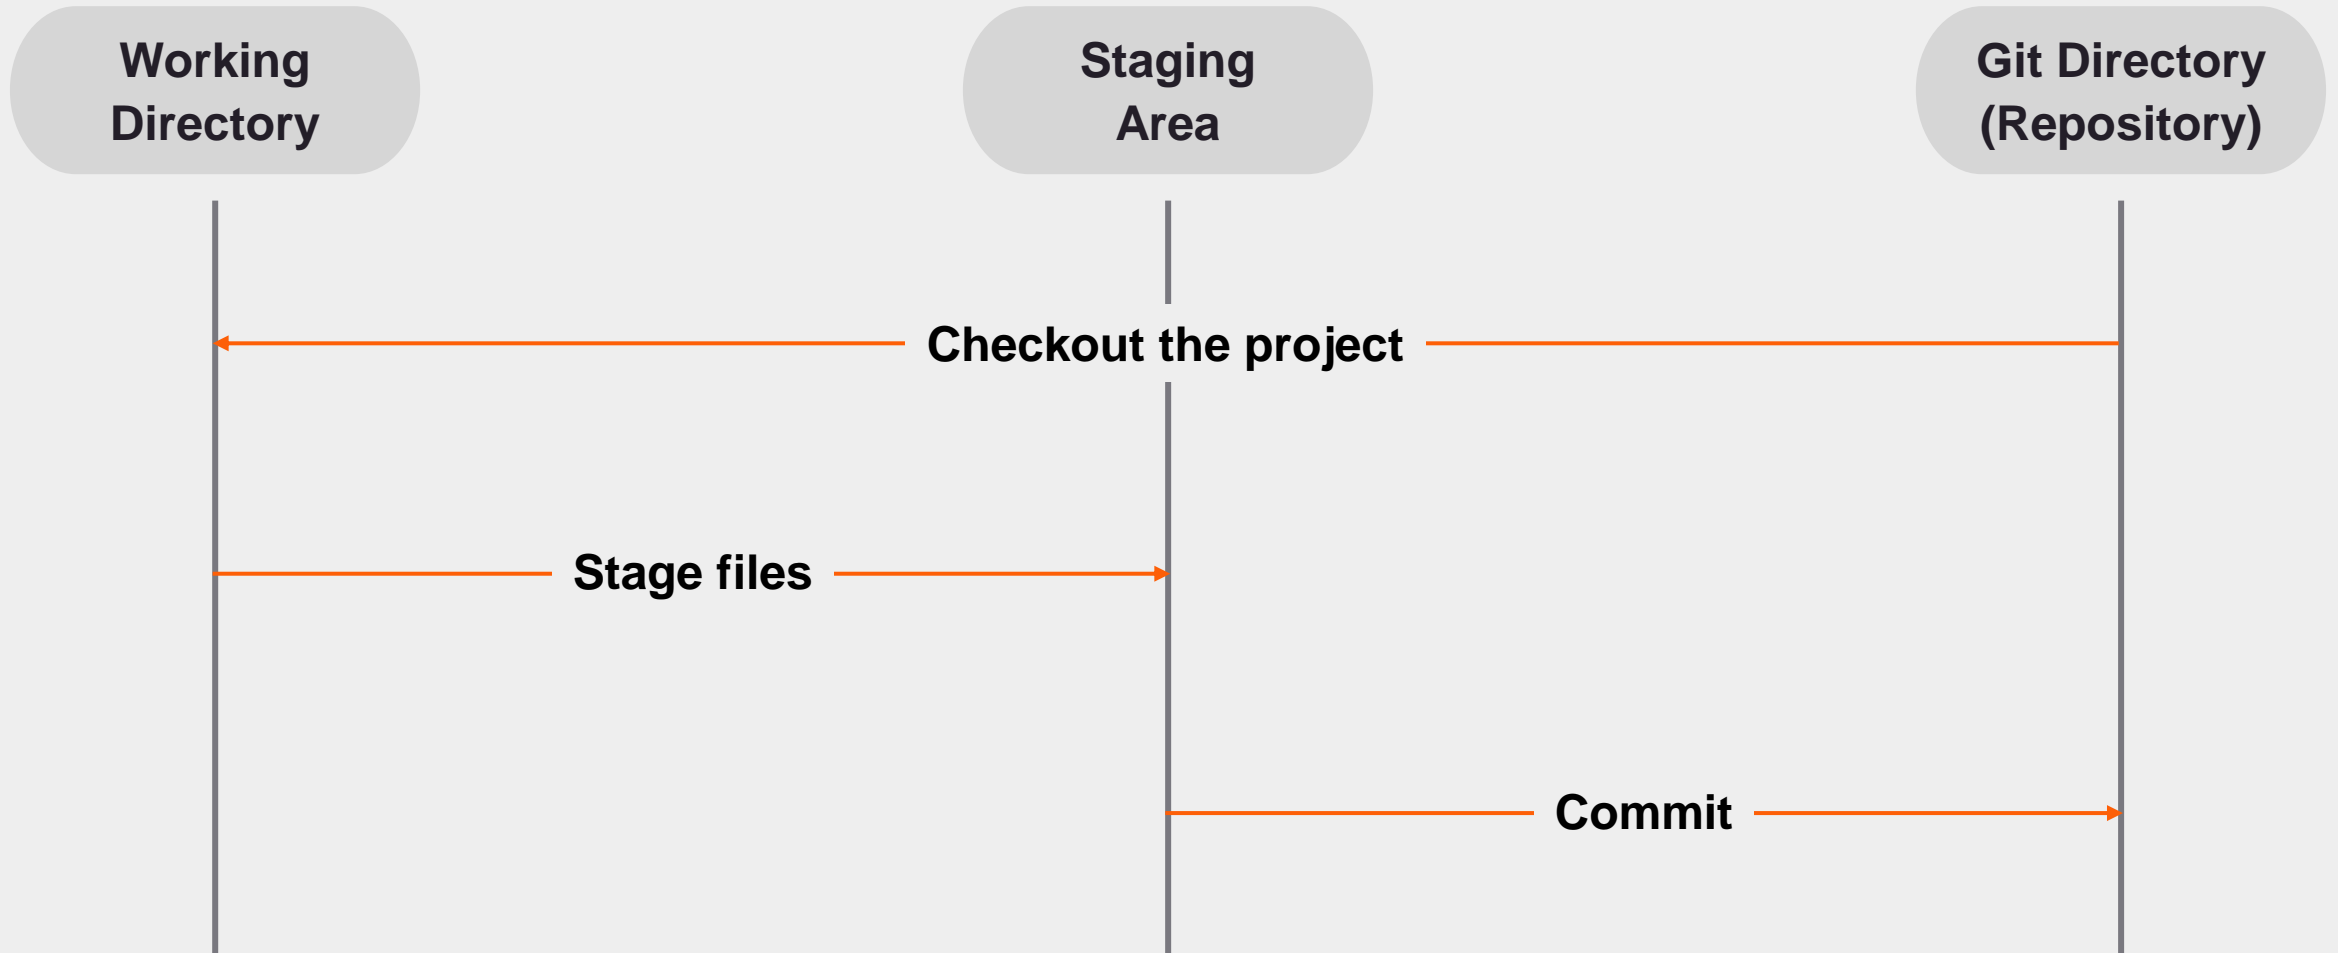 Working
Directory
Staging
Area
Git Directory
(Repository)
Checkout the project
Stage files
Commit